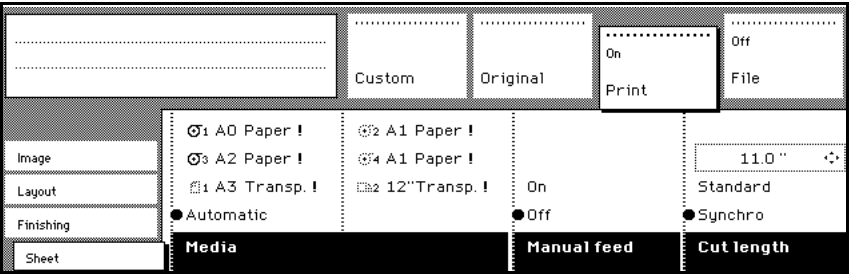 Custom
Original
On
Print
Off
File
Image
Layout
Finishing
Sheet
1 A0 Paper !
3 A2 Paper !
1 A3 Transp. !
Automatic
Media
2 A1 Paper !
4 A1 Paper !
2 12"Transp. !
On
Off
Manual feed
11.0 "
Standard
Synchro
Cut length